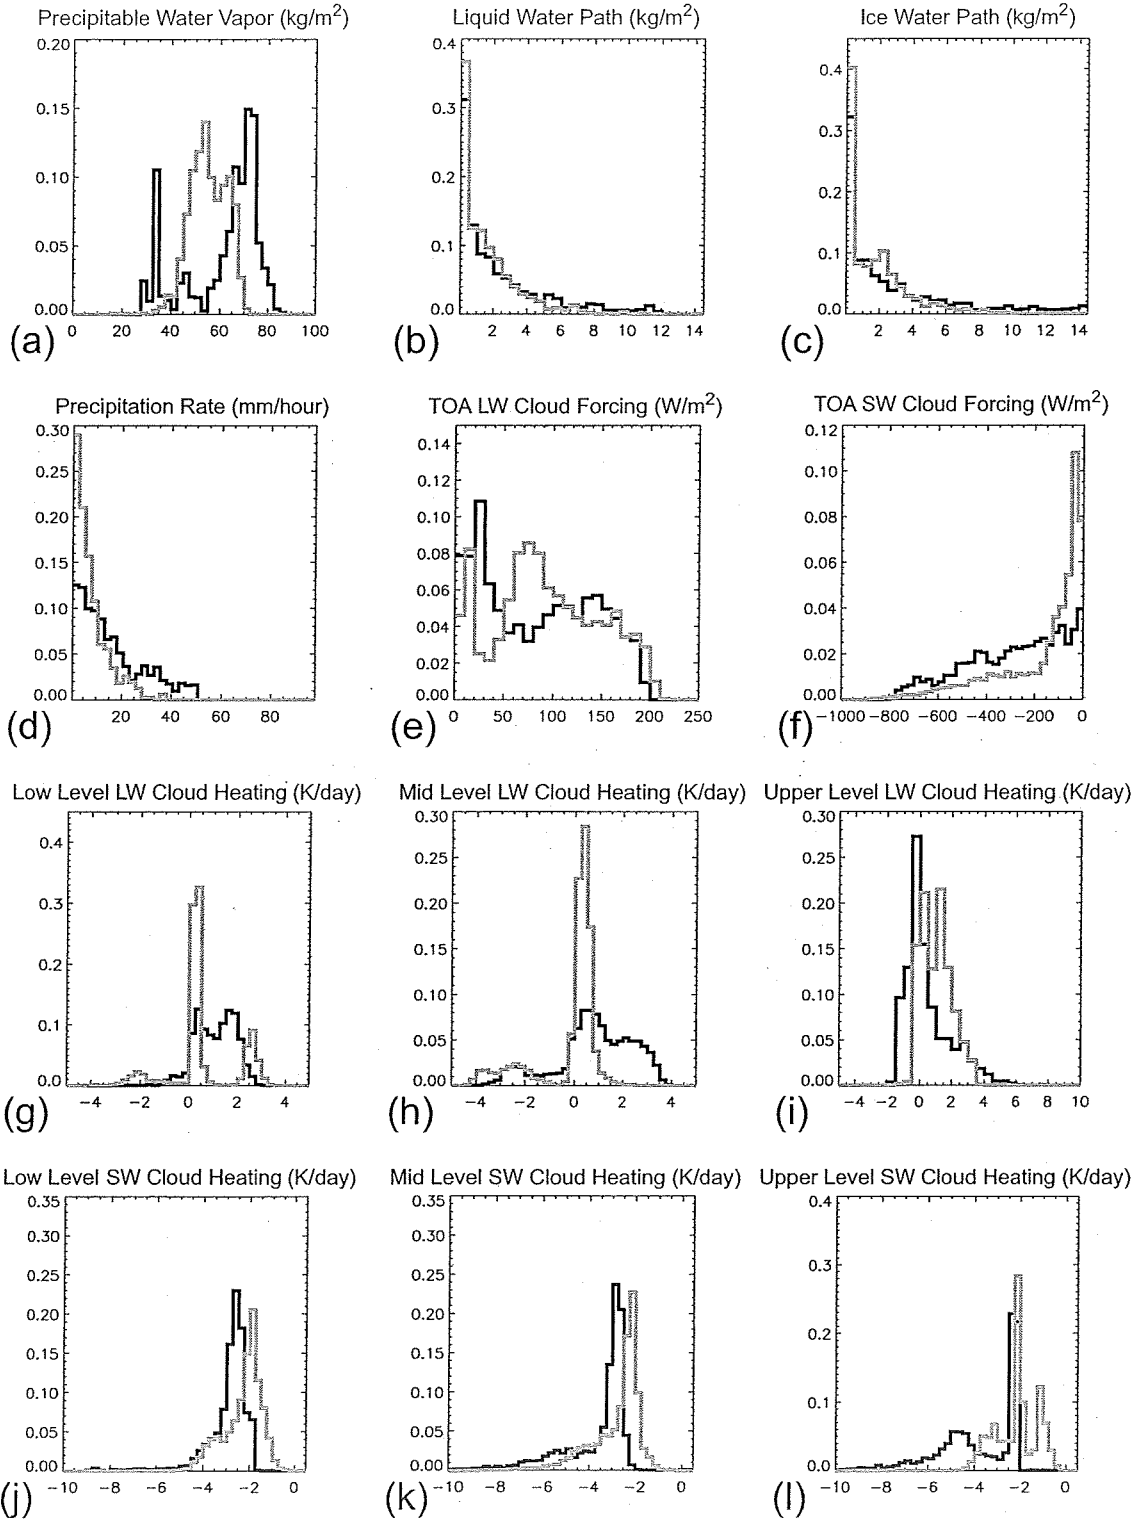 Precipitable Water Vapor (kg/m²) Liquid Water Path (kg/m²) Ice Water Path (kg/m²)
0.20 0.4 0.4
0.15 0.3 0.3
0.10 0.2 0.2
0.05 0.1 0.1
0.00 0.0 0.0
0 20 40 60 80 100 2 4 6 8 10 12 14 2 4 6 8 10 12 14
(a) (b) (c)
Precipitation Rate (mm/hour) TOA LW Cloud Forcing (W/m²) TOA SW Cloud Forcing (W/m²)
0.30 0.14 0.12
0.25 0.12 0.10
0.20 0.10 0.08
0.15 0.08 0.06
0.10 0.06 0.04
0.05 0.04 0.02
0.00 0.02 0.00
0.00
20 40 60 80 0 50 100 150 200 250 −1000 −800 −600 −400 −200 0
(d) (e) (f)
Low Level LW Cloud Heating (K/day) Mid Level LW Cloud Heating (K/day) Upper Level LW Cloud Heating (K/day)
0.4 0.30 0.30
0.3 0.25 0.25
0.2 0.20 0.20
0.1 0.15 0.15
0.0 0.10 0.10
0.05 0.05
0.00 0.00
−4 −2 0 2 4 −4 −2 0 2 4 −4 −2 0 2 4 6 8 10
(g) (h) (i)
Low Level SW Cloud Heating (K/day) Mid Level SW Cloud Heating (K/day) Upper Level SW Cloud Heating (K/day)
0.35 0.35 0.4
0.30 0.30 0.3
0.25 0.25 0.2
0.20 0.20 0.1
0.15 0.15 0.0
0.10 0.10
0.05 0.05
0.00 0.00
−10 −8 −6 −4 −2 0 −10 −8 −6 −4 −2 0 −10 −8 −6 −4 −2 0
(j) (k) (l)